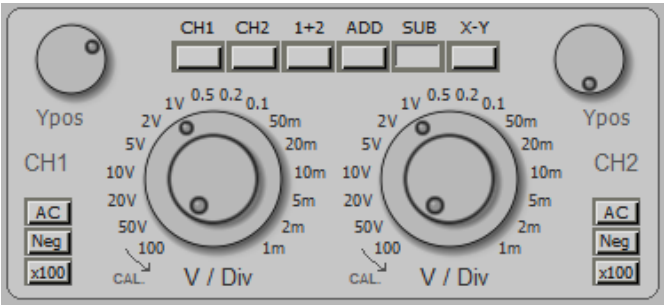 CH1 CH2 1+2 ADD SUB X-Y
Ypos
CH1
AC
Neg
x100
100
50V
20V
10V
5V
2V
1V
0.5
0.2
0.1
50m
20m
10m
5m
2m
1m
CAL.
V / Div
100
50V
20V
10V
5V
2V
1V
0.5
0.2
0.1
50m
20m
10m
5m
2m
1m
CAL.
V / Div
Ypos
CH2
AC
Neg
x100